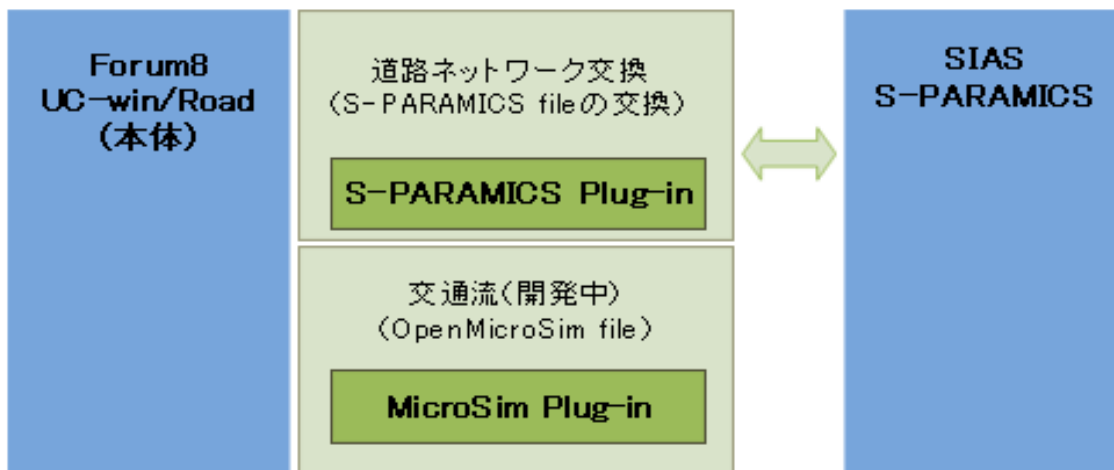 Forum8
UC-win/Road
(本体)
道路ネットワーク交換
(S-PARAMICS fileの交換)
S-PARAMICS Plug-in
交通流(開発中)
(OpenMicroSim file)
MicroSim Plug-in
SIAS
S-PARAMICS